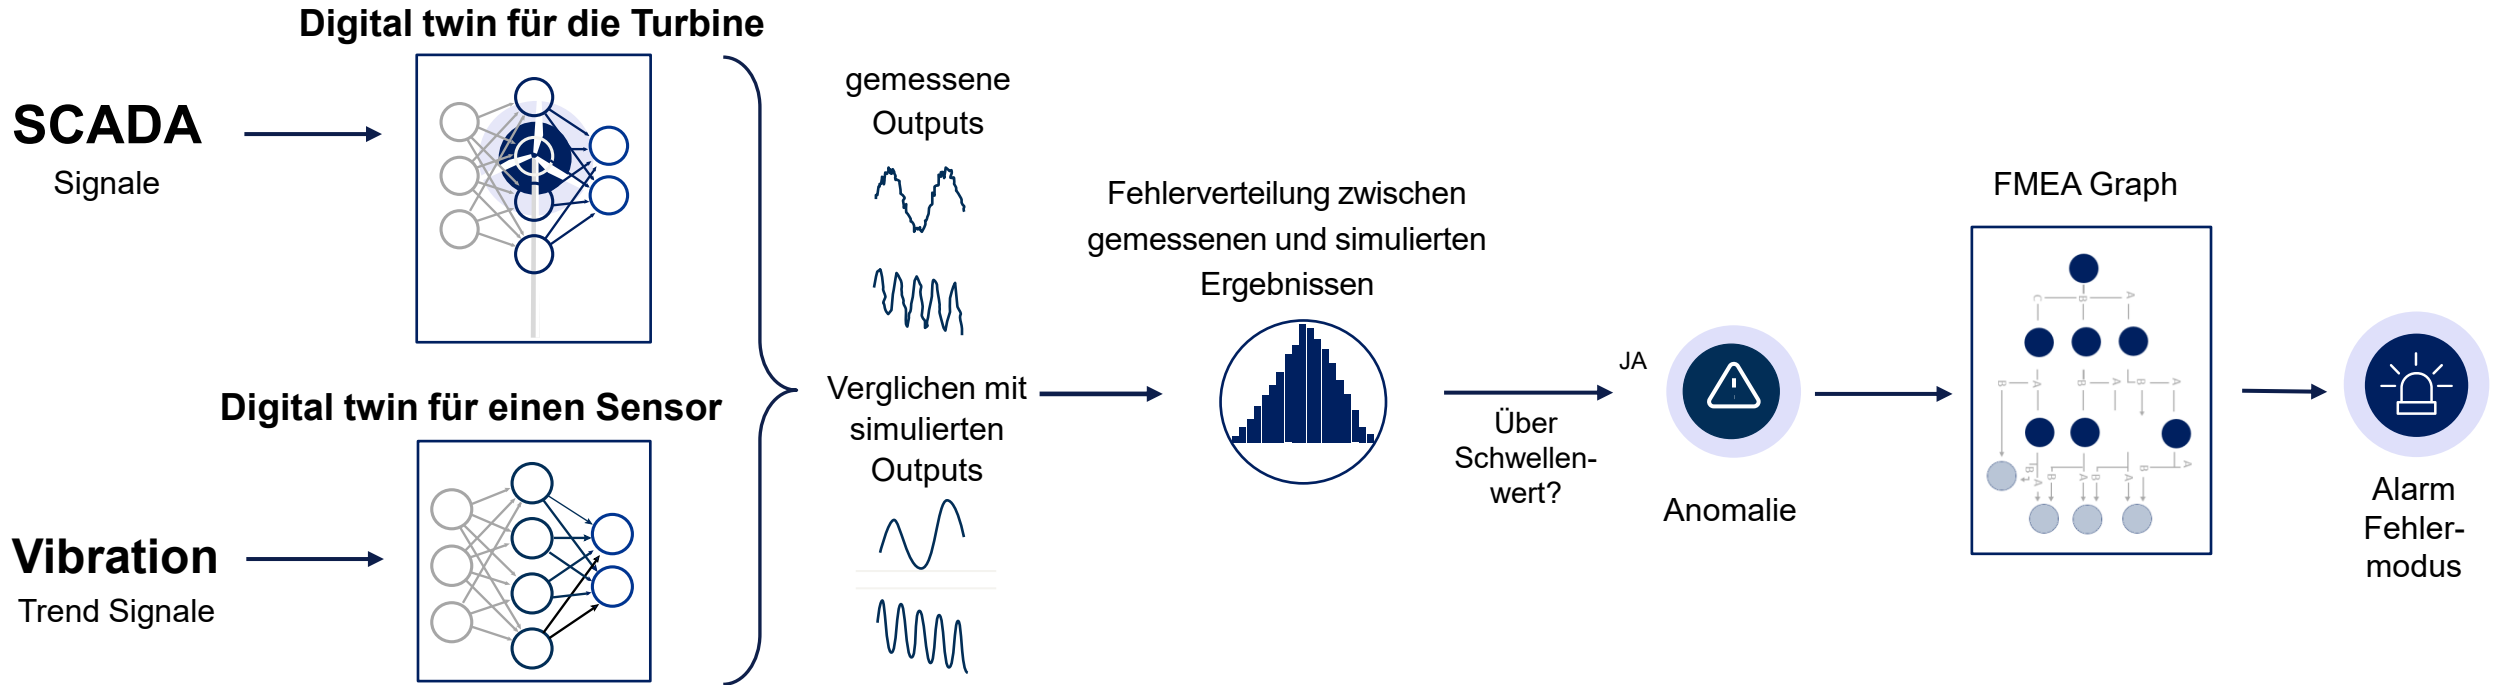 Digital twin für die Turbine
SCADA
Signale
Digital twin für einen Sensor
Vibration
Trend Signale
gemessene
Outputs
Verglichen mit
simulierten
Outputs
Fehlerverteilung zwischen
gemessenen und simulierten
Ergebnissen
JA
Über
Schwellen-
wert?
Anomalie
FMEA Graph
C B A
B A B B A A
B A B A B A B A
Alarm
Fehler-
modus